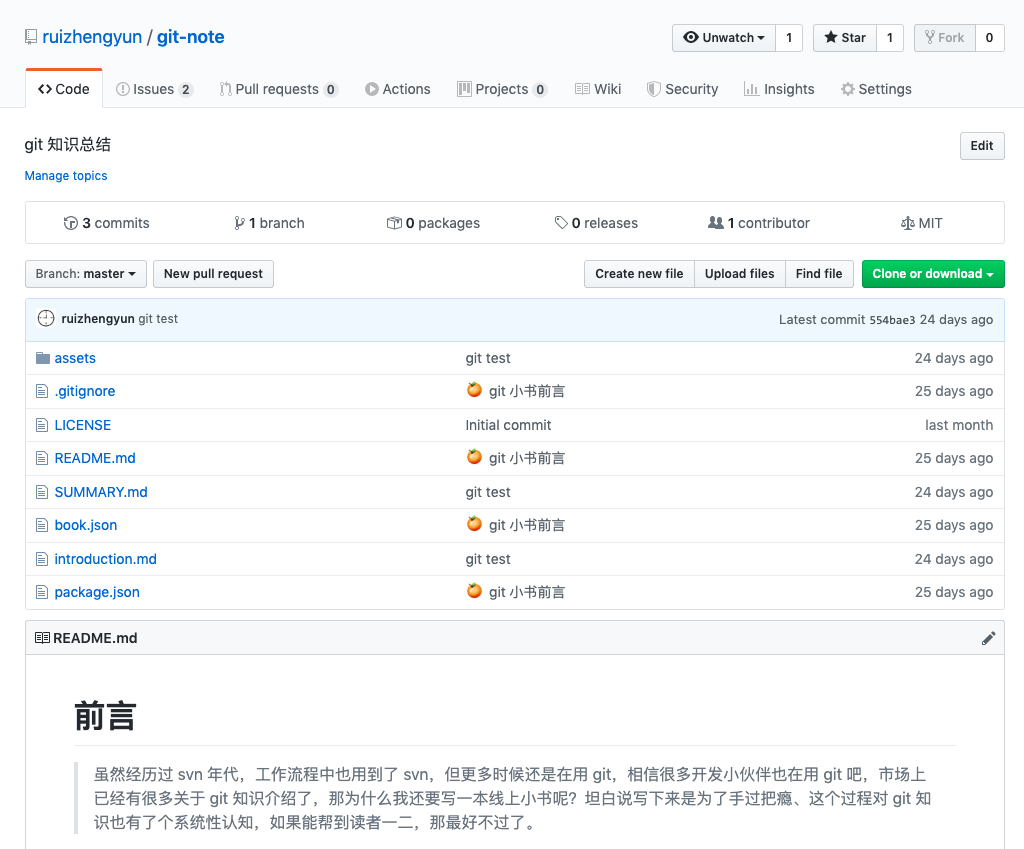 ruizhengyun / git-note Unwatch 1 Star 1 Fork 0
Code Issues 2 Pull requests 0 Actions Projects 0 Wiki Security Insights Settings
git 知识总结 Edit
Manage topics
3 commits 1 branch 0 packages 0 releases 1 contributor MIT
Branch: master New pull request Create new file Upload files Find file Clone or download
ruizhengyun git test Latest commit 554bae3 24 days ago
assets git test 24 days ago
.gitignore 🍊 git 小书前言 25 days ago
LICENSE Initial commit last month
README.md 🍊 git 小书前言 25 days ago
SUMMARY.md git test 24 days ago
book.json 🍊 git 小书前言 25 days ago
introduction.md git test 24 days ago
package.json 🍊 git 小书前言 25 days ago
README.md
前言
虽然经历过 svn 年代，工作流程中也用到了 svn，但更多时候还是在用 git，相信很多开发小伙伴也在用 git 吧，市场上
已经有很多关于 git 知识介绍了，那为什么我还要写一本线上小书呢？坦白说写下来是为了手过把瘾、这个过程对 git 知
识也有了个系统性认知，如果能帮到读者一二，那最好不过了。